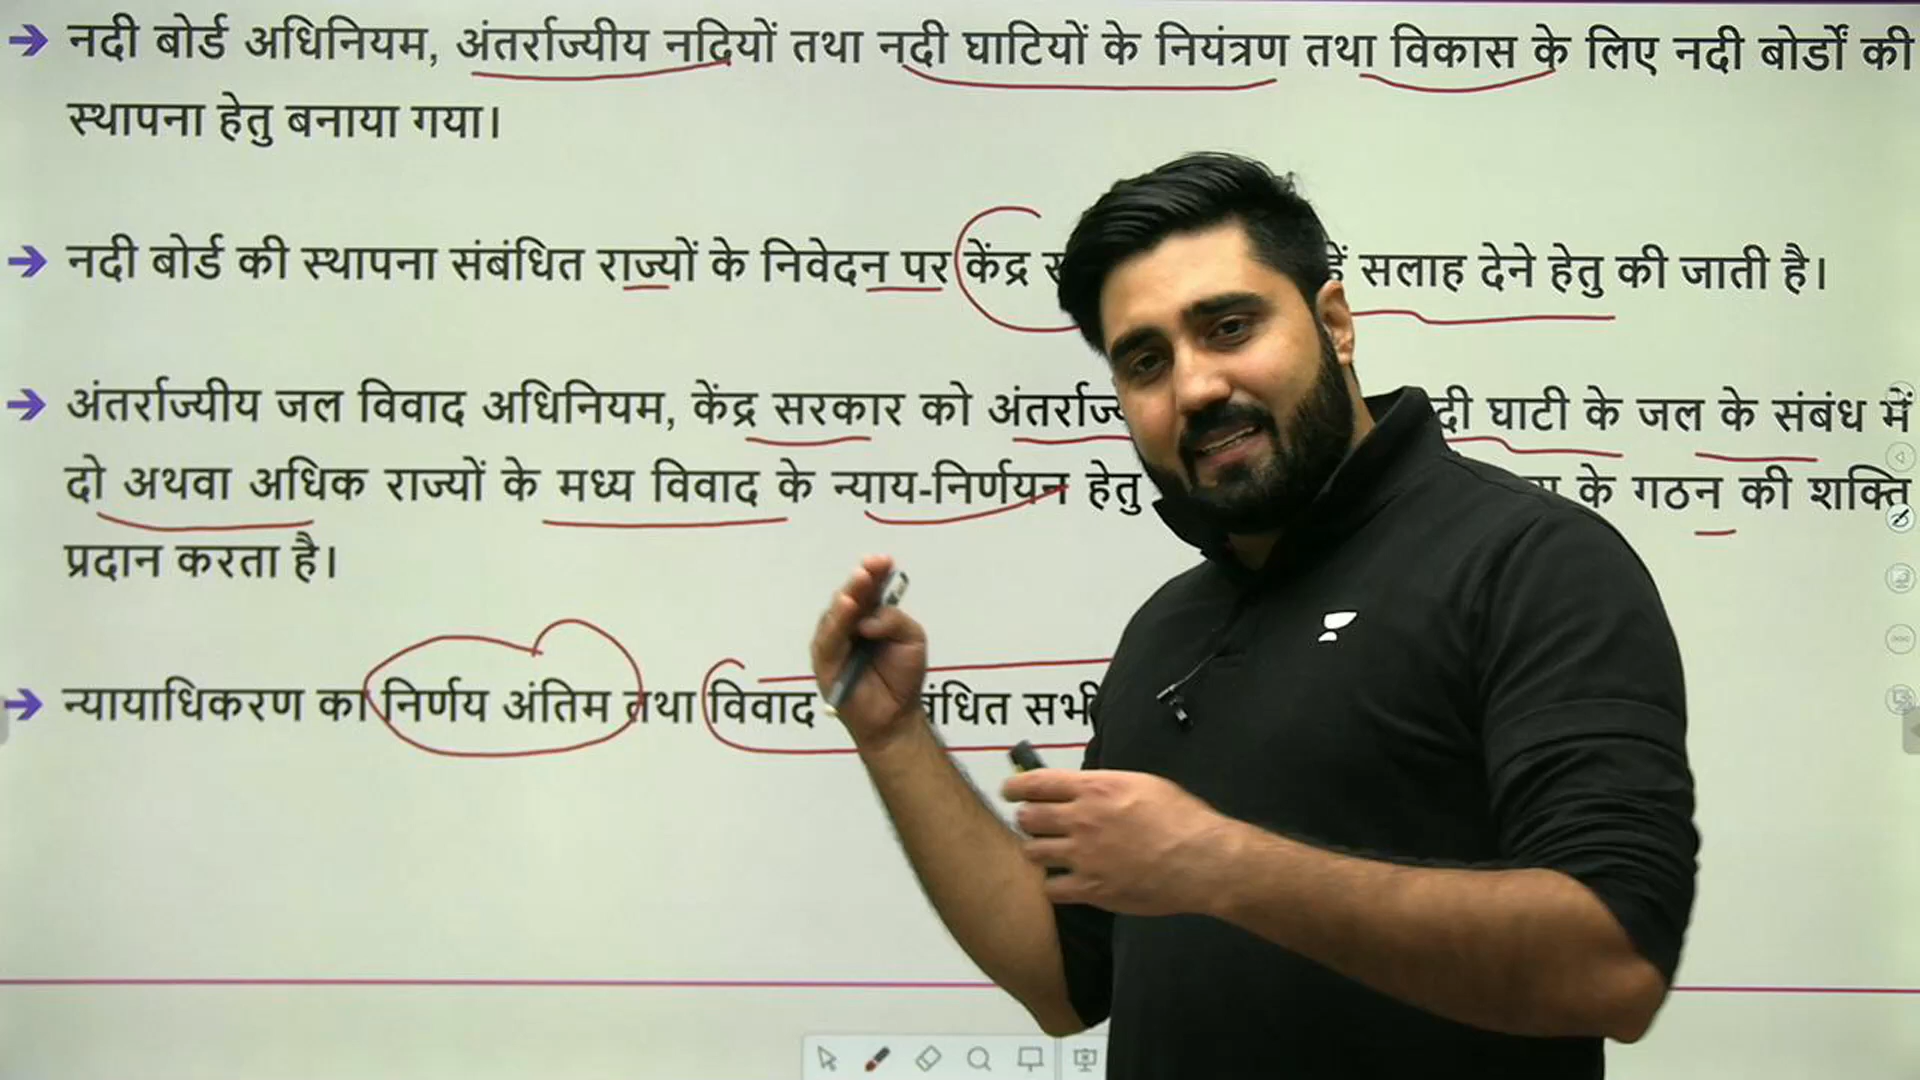 नदी बोर्ड अधिनियम, अंतर्राज्यीय नदियों तथा नदी घाटियों के नियंत्रण तथा विकास के लिए नदी बोर्डों की
स्थापना हेतु बनाया गया।
नदी बोर्ड की स्थापना संबंधित राज्यों के निवेदन पर केंद्र सलाह देने हेतु की जाती है।
अंतर्राज्यीय जल विवाद अधिनियम, केंद्र सरकार को घाटी के जल के संबंध में
दो अथवा अधिक राज्यों के मध्य विवाद के न्याय-निर्णयन हेतु के गठन की शक्ति
प्रदान करता है।
न्यायाधिकरण का निर्णय अंतिम तथा विवाद सभी